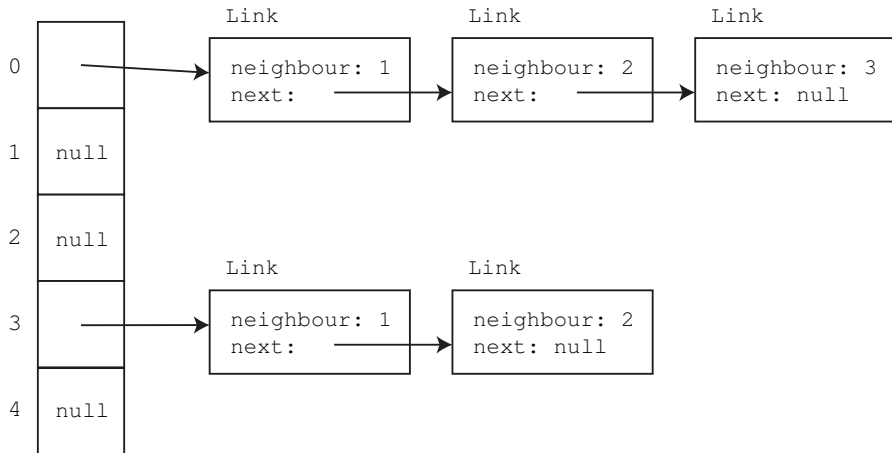 Link
Link
Link
0
neighbour: 1
next:
neighbour: 2
next:
neighbour: 3
next: null
1
null
2
null
Link
Link
3
neighbour: 1
next:
neighbour: 2
next: null
4
null